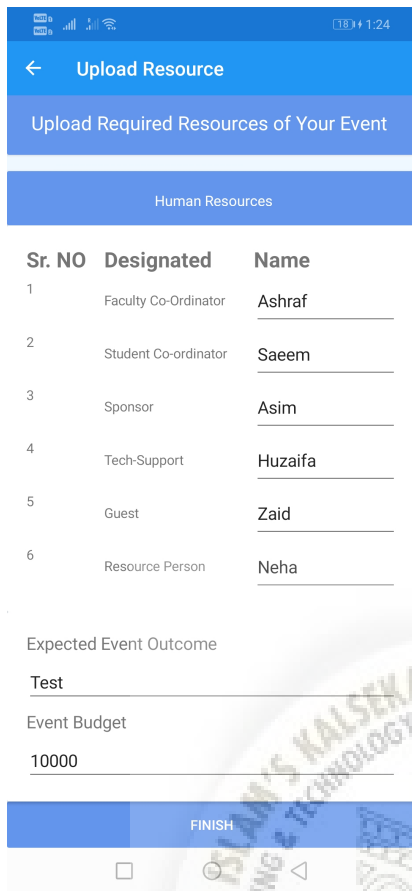 18 1:24
Upload Resource
Upload Required Resources of Your Event
Human Resources
Sr. NO Designated Name
1 Faculty Co-Ordinator Ashraf
2 Student Co-ordinator Saeem
3 Sponsor Asim
4 Tech-Support Huzaifa
5 Guest Zaid
6 Resource Person Neha
Expected Event Outcome
Test
Event Budget
10000
FINISH